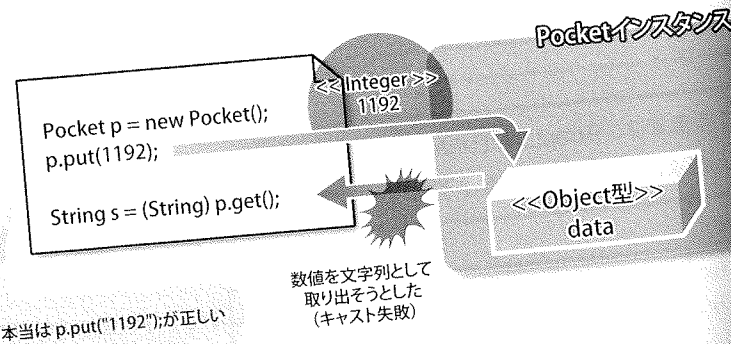 Pocketインスタンス
<< Integer >>
1192
Pocket p = new Pocket();
p.put(1192);
String s = (String) p.get();
<<Object型>>
data
数値を文字列として
取り出そうとした
（キャスト失敗）
本当は p.put("1192");が正しい